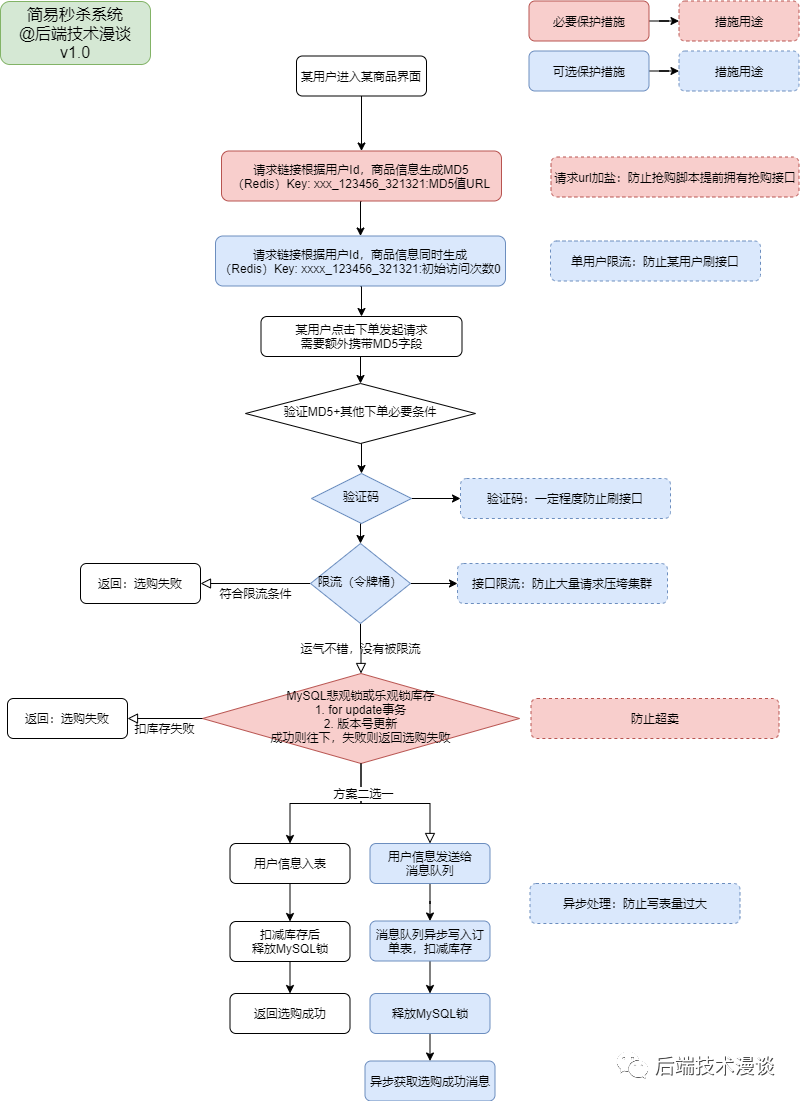 简易秒杀系统
@后端技术漫谈
v1.0
必要保护措施
措施用途
可选保护措施
措施用途
某用户进入某商品界面
请求链接根据用户Id，商品信息生成MD5
（Redis）Key: xxx_123456_321321:MD5值URL
请求url加盐：防止抢购脚本提前拥有抢购接口
请求链接根据用户Id，商品信息同时生成
（Redis）Key: xxxx_123456_321321:初始访问次数0
单用户限流：防止某用户刷接口
某用户点击下单发起请求
需要额外携带MD5字段
验证MD5+其他下单必要条件
验证码
验证码：一定程度防止刷接口
限流（令牌桶）
符合限流条件
返回：选购失败
接口限流：防止大量请求压垮集群
运气不错，没有被限流
MySQL悲观锁或乐观锁库存
1. for update事务
2. 版本号更新
成功则往下，失败则返回选购失败
扣库存失败
返回：选购失败
防止超卖
方案二选一
用户信息入表
用户信息发送给
消息队列
异步处理：防止写表量过大
扣减库存后
释放MySQL锁
消息队列异步写入订
单表，扣减库存
返回选购成功
释放MySQL锁
异步获取选购成功消息
后端技术漫谈